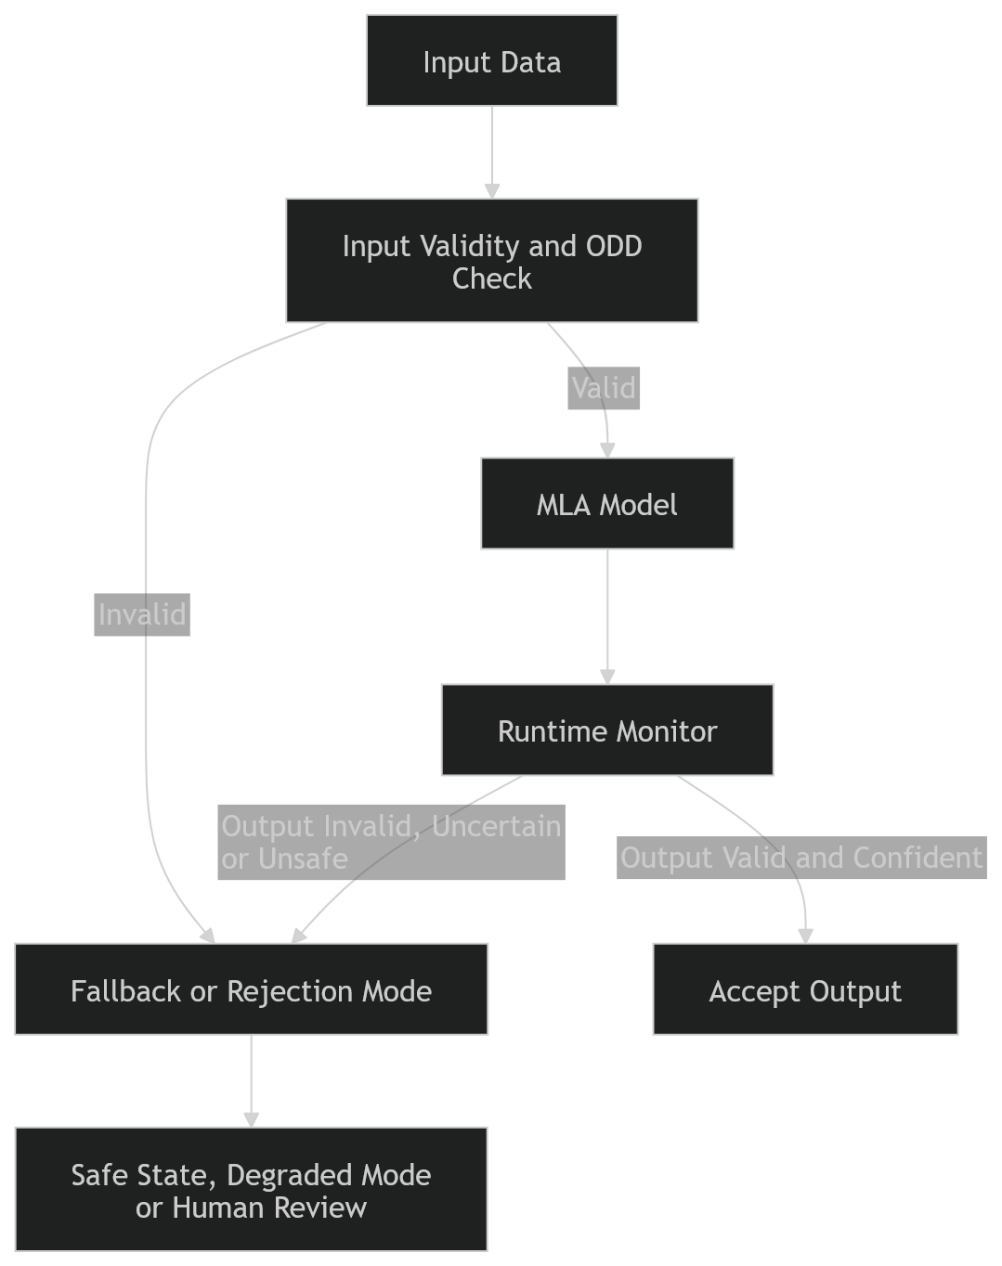 Input Data
Input Validity and ODD
Check
Valid
MLA Model
Invalid
Runtime Monitor
Output Invalid, Uncertain
or Unsafe
Output Valid and Confident
Fallback or Rejection Mode
Accept Output
Safe State, Degraded Mode
or Human Review